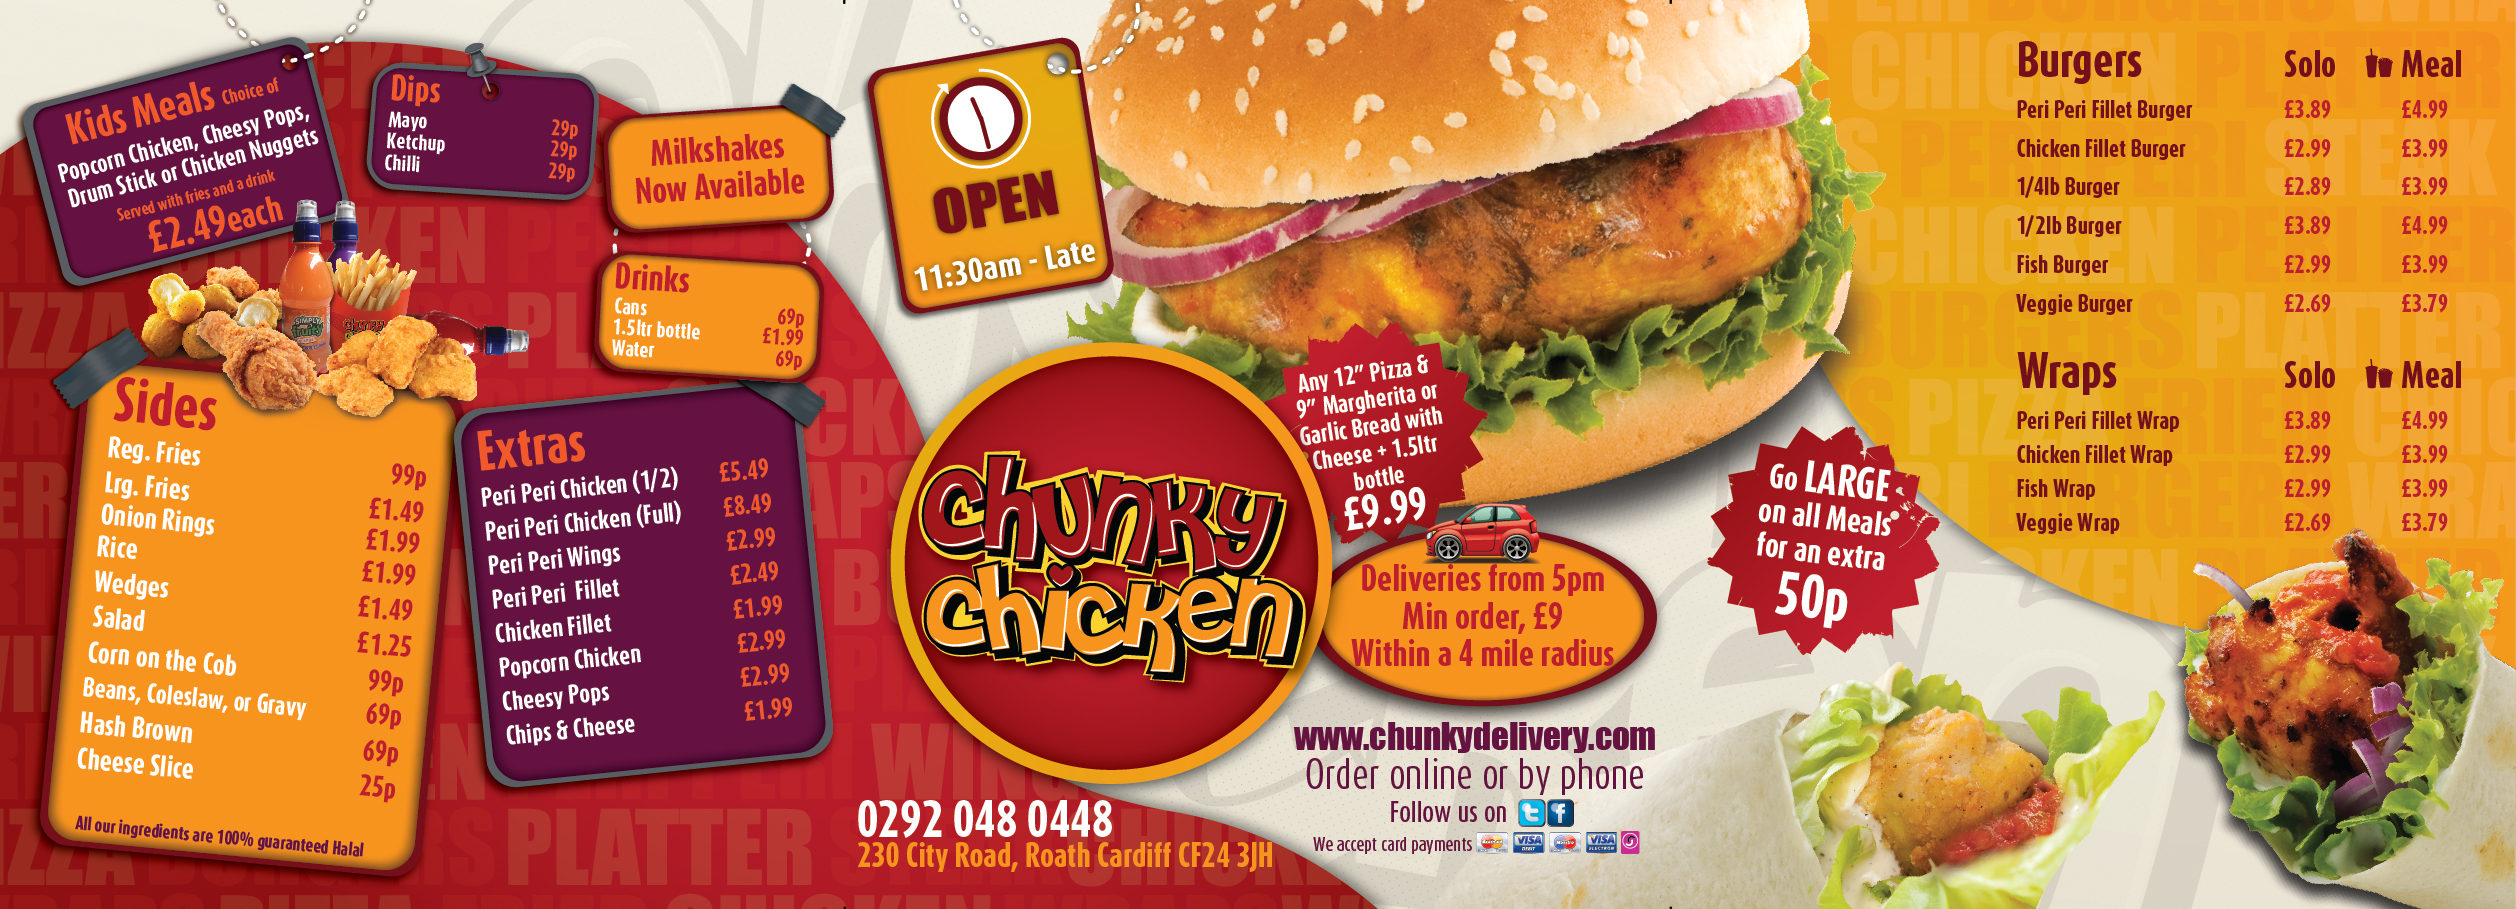 Kids Meals Choice of
Popcorn Chicken, Cheesy Pops,
Drum Stick or Chicken Nuggets
Served with fries and a drink
£2.49each
Dips
Mayo 29p
Ketchup 29p
Chilli 29p
Milkshakes
Now Available
Drinks
Cans 69p
1.5ltr bottle £1.99
Water 69p
Sides
Reg. Fries 99p
Lrg. Fries £1.49
Onion Rings £1.99
Rice £1.99
Wedges £1.49
Salad £1.25
Corn on the Cob 99p
Beans, Coleslaw, or Gravy 69p
Hash Brown 69p
Cheese Slice 25p
All our ingredients are 100% guaranteed Halal
Extras
Peri Peri Chicken (1/2) £5.49
Peri Peri Chicken (Full) £8.49
Peri Peri Wings £2.99
Peri Peri Fillet £2.49
Chicken Fillet £1.99
Popcorn Chicken £2.99
Cheesy Pops £2.99
Chips & Cheese £1.99
OPEN
11:30am - Late
Chunky
Chicken
0292 048 0448
230 City Road, Roath Cardiff CF24 3JH
Any 12" Pizza &
9" Margherita or
Garlic Bread with
Cheese + 1.5ltr
bottle
£9.99
Deliveries from 5pm
Min order, £9
Within a 4 mile radius
www.chunkydelivery.com
Order online or by phone
Follow us on
We accept card payments
Go LARGE
on all Meals
for an extra
50p
Burgers Solo Meal
Peri Peri Fillet Burger £3.89 £4.99
Chicken Fillet Burger £2.99 £3.99
1/4lb Burger £2.89 £3.99
1/2lb Burger £3.89 £4.99
Fish Burger £2.99 £3.99
Veggie Burger £2.69 £3.79
Wraps Solo Meal
Peri Peri Fillet Wrap £3.89 £4.99
Chicken Fillet Wrap £2.99 £3.99
Fish Wrap £2.99 £3.99
Veggie Wrap £2.69 £3.79